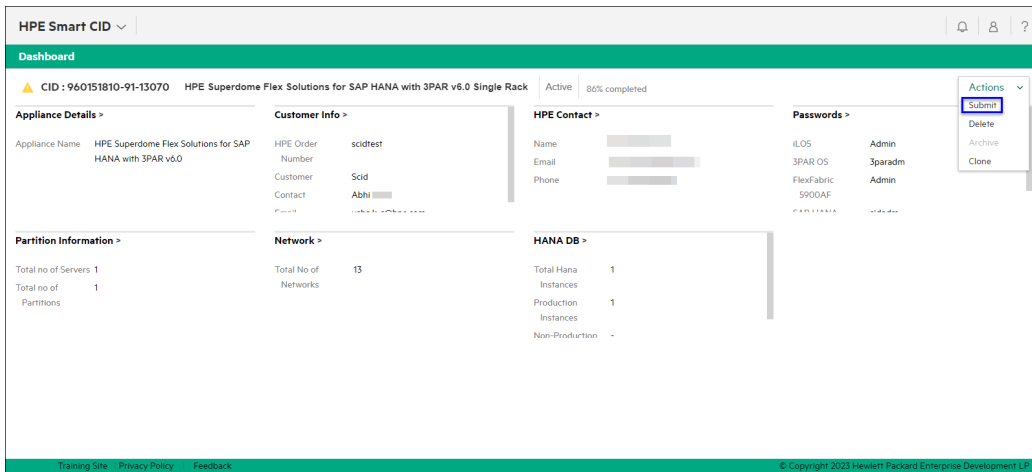 HPE Smart CID
?
Dashboard
CID : 960151810-91-13070 HPE Superdome Flex Solutions for SAP HANA with 3PAR v6.0 Single Rack Active 86% completed Actions
Submit
Delete
Archive
Clone
Appliance Details >
Appliance Name HPE Superdome Flex Solutions for SAP
HANA with 3PAR v6.0
Customer Info >
HPE Order scidtest
Number
Customer Scid
Contact Abhi
HPE Contact >
Name
Email
Phone
Passwords >
iLO5 Admin
3PAR OS 3paradm
FlexFabric Admin
5900AF
SAP HANA sidadm
Partition Information >
Total no of Servers 1
Total no of 1
Partitions
Network >
Total No of 13
Networks
HANA DB >
Total Hana 1
Instances
Production 1
Instances
Non-Production -
Training Site Privacy Policy Feedback © Copyright 2023 Hewlett Packard Enterprise Development LP